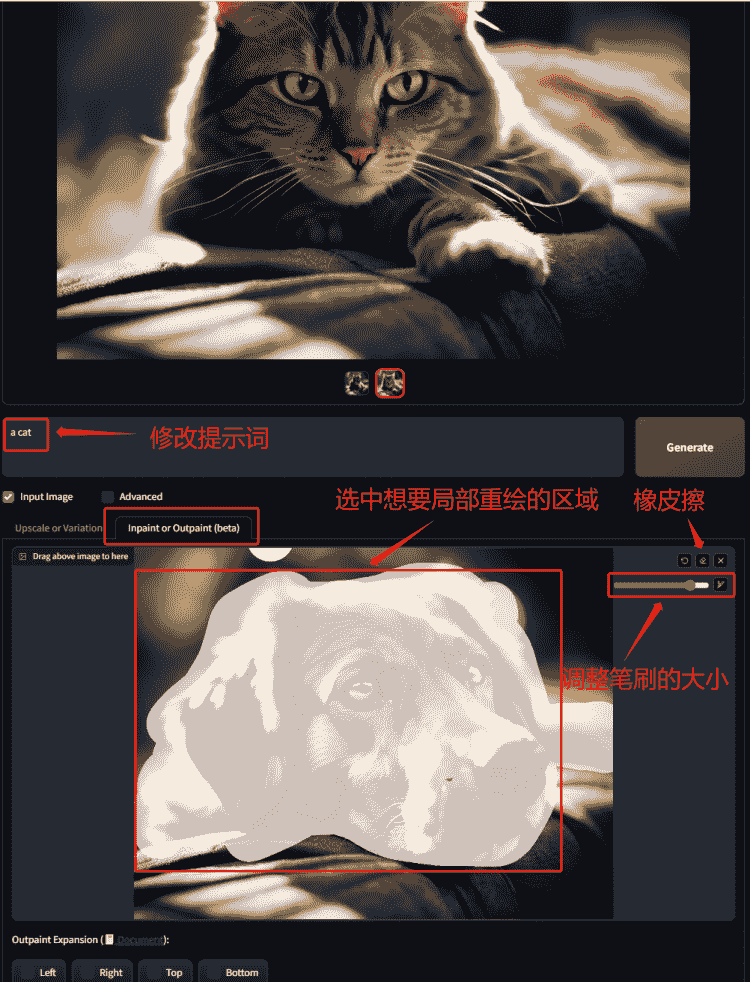 a cat
修改提示词
Generate
Input Image
Advanced
选中想要局部重绘的区域
橡皮擦
Upscale or Variation
Inpaint or Outpaint (beta)
Drag above image to here
调整笔刷的大小
Outpaint Expansion (📔 Document):
Left
Right
Top
Bottom